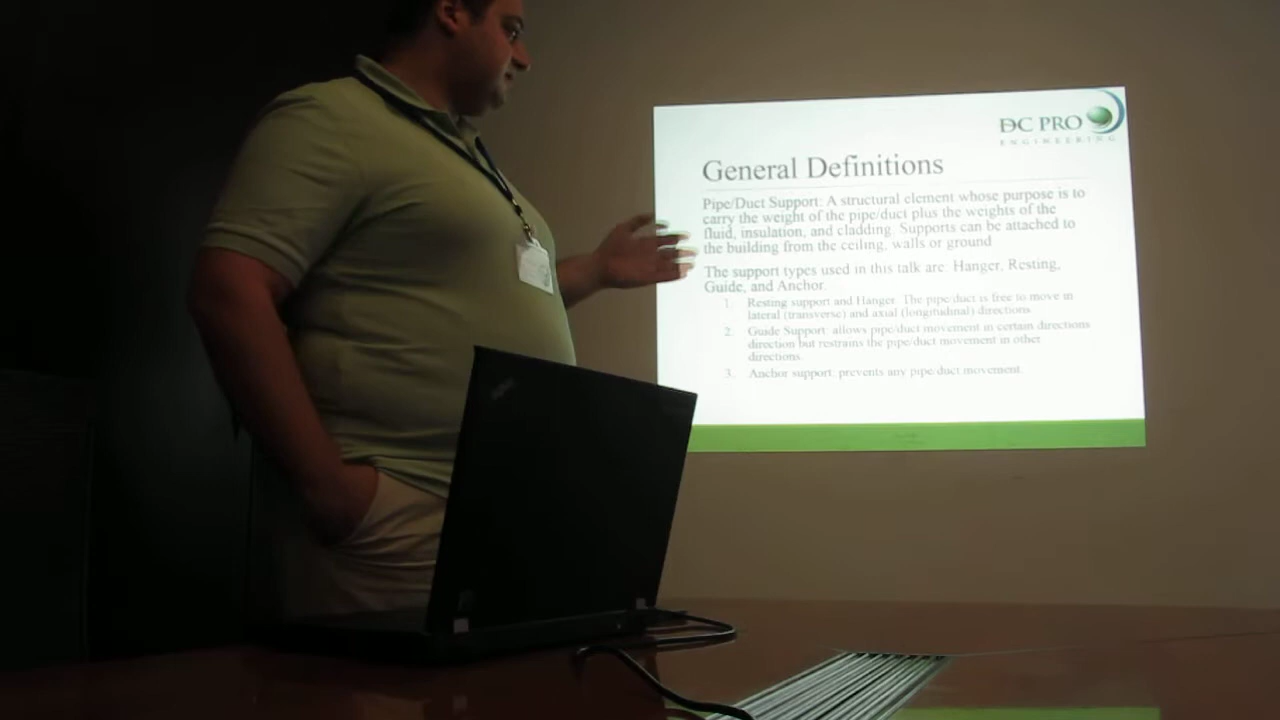 DC PRO
ENGINEERING
General Definitions
Pipe/Duct Support: A structural element whose purpose is to
carry the weight of the pipe/duct plus the weights of the
fluid, insulation, and cladding. Supports can be attached to
the building from the ceiling, walls or ground
The support types used in this talk are: Hanger, Resting,
Guide, and Anchor.
1. Resting support and Hanger: The pipe/duct is free to move in
lateral (transverse) and axial (longitudinal) directions
2. Guide Support: allows pipe/duct movement in certain directions
direction but restrains the pipe/duct movement in other
directions.
3. Anchor support: prevents any pipe/duct movement.